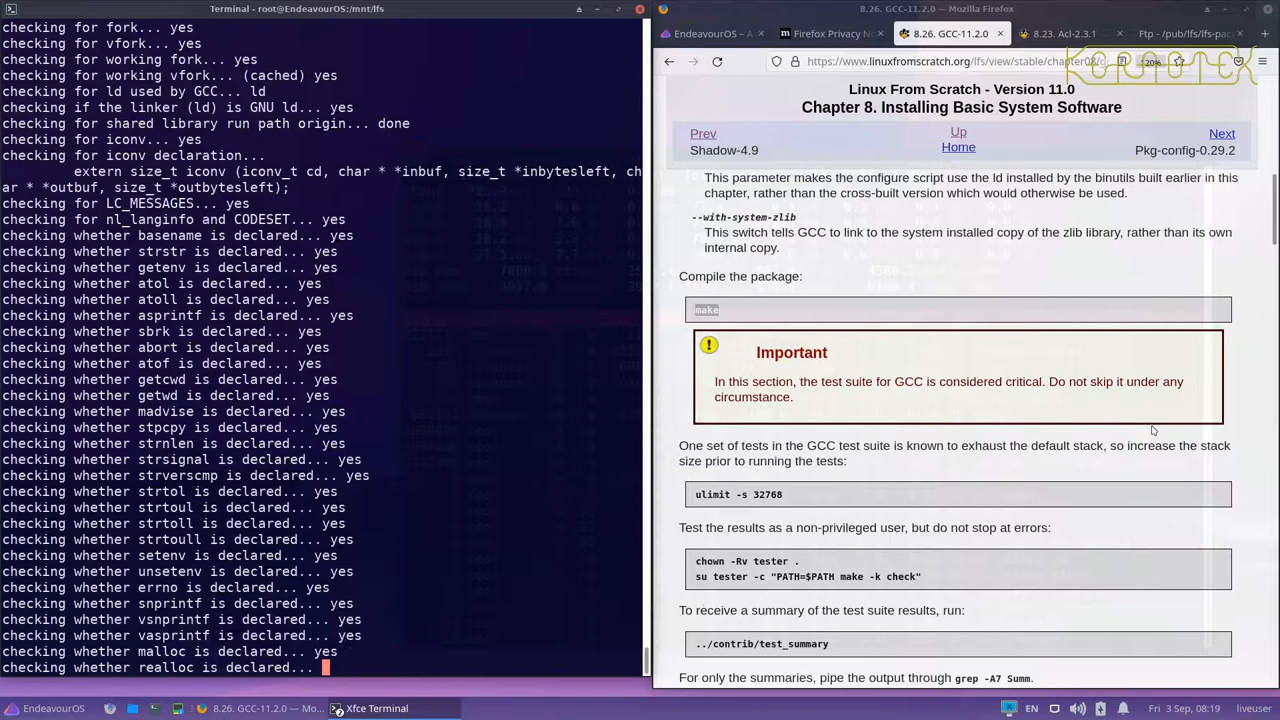 Terminal - root@EndeavourOS:/mnt/lfs
checking for fork... yes
checking for vfork... yes
checking for working fork... yes
checking for working vfork... (cached) yes
checking for ld used by GCC... ld
checking if the linker (ld) is GNU ld... yes
checking for shared library run path origin... done
checking for iconv... yes
checking for iconv declaration...
extern size_t iconv (iconv_t cd, char * *inbuf, size_t *inbytesleft, ch
ar * *outbuf, size_t *outbytesleft);
checking for LC_MESSAGES... yes
checking for nl_langinfo and CODESET... yes
checking whether basename is declared... yes
checking whether strstr is declared... yes
checking whether getenv is declared... yes
checking whether atol is declared... yes
checking whether atoll is declared... yes
checking whether asprintf is declared... yes
checking whether sbrk is declared... yes
checking whether abort is declared... yes
checking whether atof is declared... yes
checking whether getcwd is declared... yes
checking whether getwd is declared... yes
checking whether madvise is declared... yes
checking whether stpcpy is declared... yes
checking whether strnlen is declared... yes
checking whether strsignal is declared... yes
checking whether strverscmp is declared... yes
checking whether strtol is declared... yes
checking whether strtoul is declared... yes
checking whether strtoll is declared... yes
checking whether strtoull is declared... yes
checking whether setenv is declared... yes
checking whether unsetenv is declared... yes
checking whether errno is declared... yes
checking whether snprintf is declared... yes
checking whether vsnprintf is declared... yes
checking whether vasprintf is declared... yes
checking whether malloc is declared... yes
checking whether realloc is declared...
8.26. GCC-11.2.0 — Mozilla Firefox
EndeavourOS – A
Firefox Privacy No
8.26. GCC-11.2.0
8.23. Acl-2.3.1
Ftp - /pub/lfs/lfs-pac
https://www.linuxfromscratch.org/lfs/view/stable/chapter08/
120%
Linux From Scratch - Version 11.0
Chapter 8. Installing Basic System Software
Prev
Up
Next
Shadow-4.9
Home
Pkg-config-0.29.2
This parameter makes the configure script use the ld installed by the binutils built earlier in this
chapter, rather than the cross-built version which would otherwise be used.
--with-system-zlib
This switch tells GCC to link to the system installed copy of the zlib library, rather than its own
internal copy.
Compile the package:
make
Important
In this section, the test suite for GCC is considered critical. Do not skip it under any
circumstance.
One set of tests in the GCC test suite is known to exhaust the default stack, so increase the stack
size prior to running the tests:
ulimit -s 32768
Test the results as a non-privileged user, but do not stop at errors:
chown -Rv tester .
su tester -c "PATH=$PATH make -k check"
To receive a summary of the test suite results, run:
../contrib/test_summary
For only the summaries, pipe the output through grep -A7 Summ.
EndeavourOS
8.26. GCC-11.2.0 — Mo...
Xfce Terminal
EN
Fri 3 Sep, 08:19
liveuser